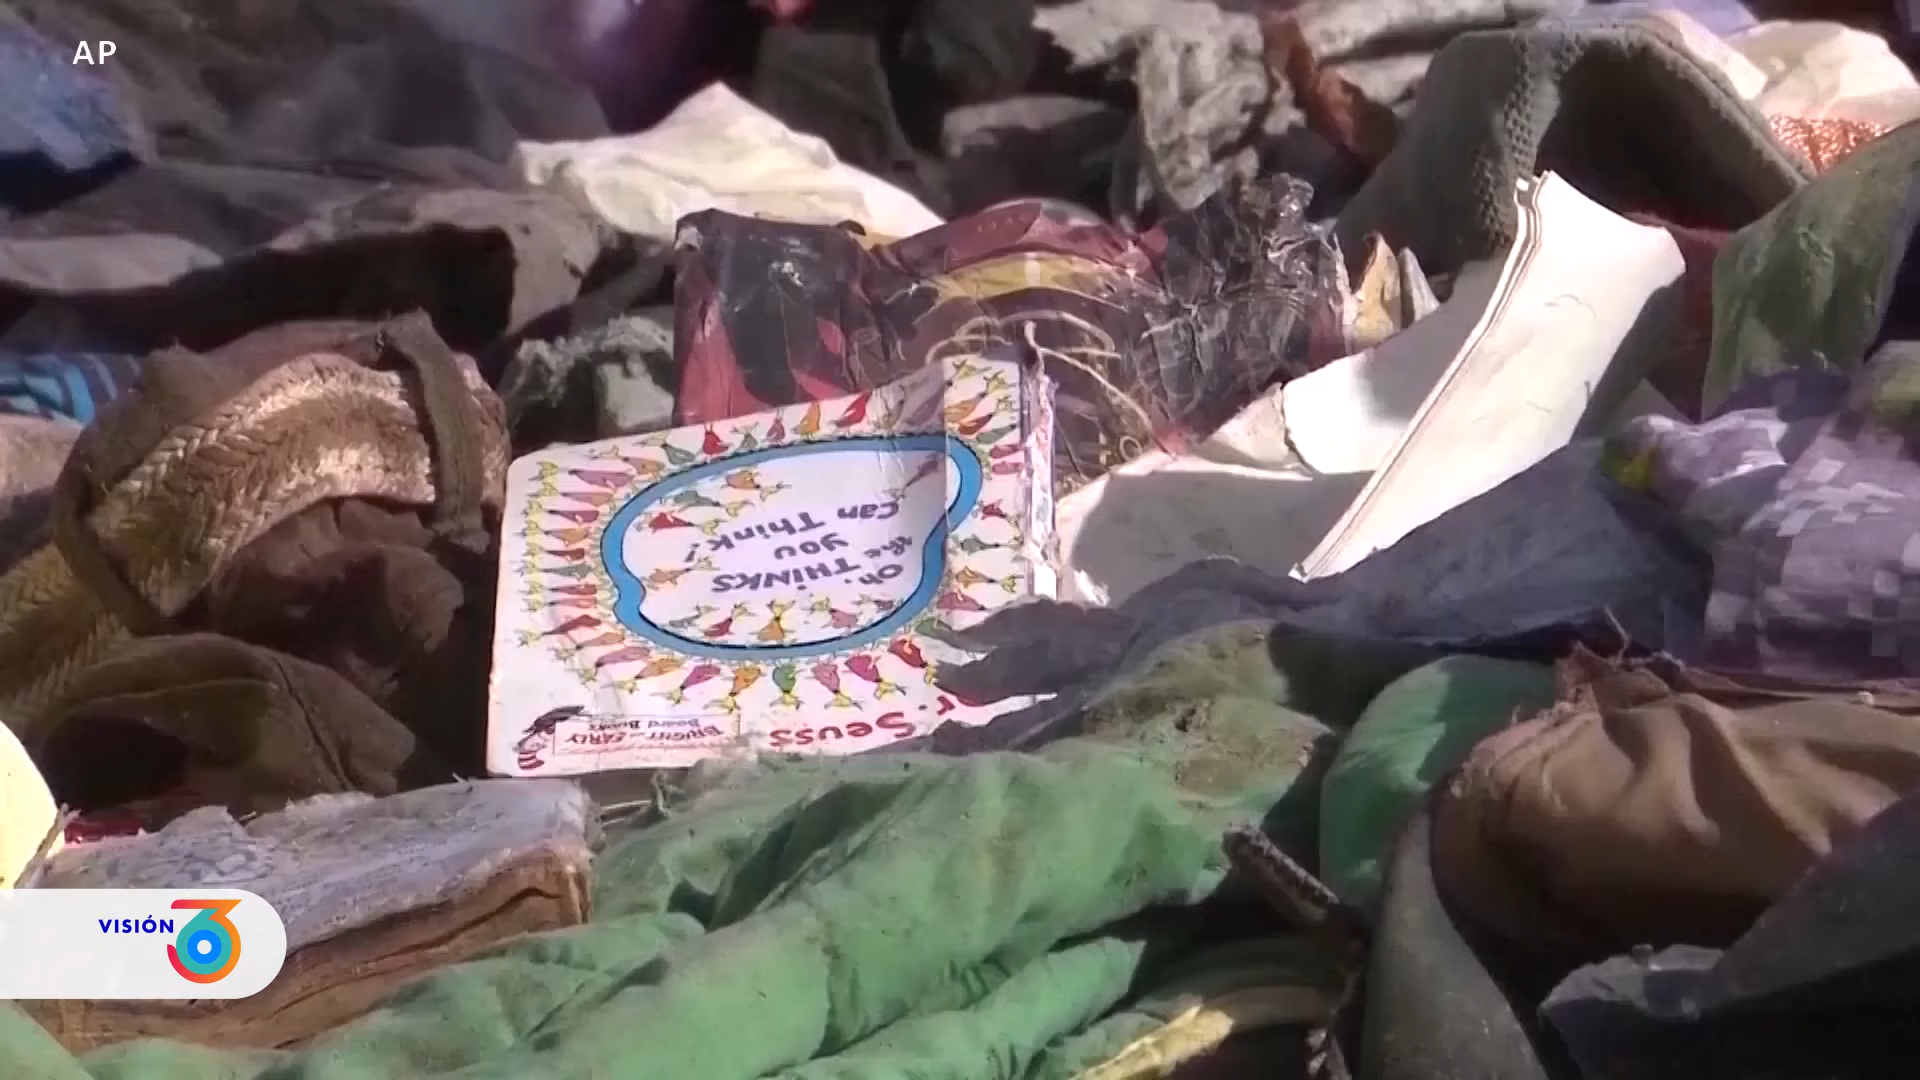 AP
Oh,
the THINKS
you
Can Think!
r. Seuss
BRIGHT and EARLY
Board Books
VISIÓN